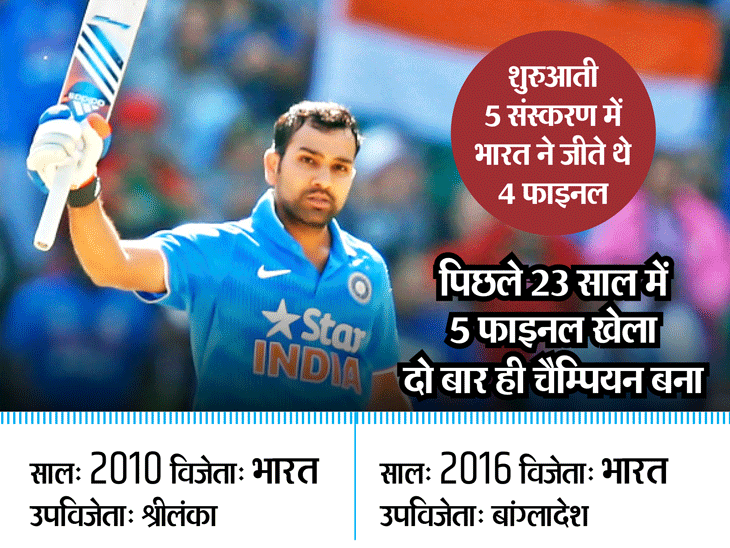 adidas
शुरुआती
5 संस्करण में
भारत ने जीते थे
4 फाइनल
पिछले 23 साल में
5 फाइनल खेला
दो बार ही चैम्पियन बना
Star
INDIA
सालः 2010 विजेताः भारत
उपविजेताः श्रीलंका
सालः 2016 विजेताः भारत
उपविजेताः बांग्लादेश